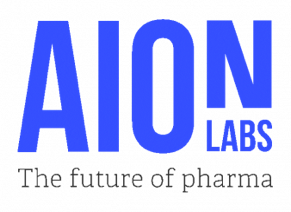 AION
LABS
The future of pharma